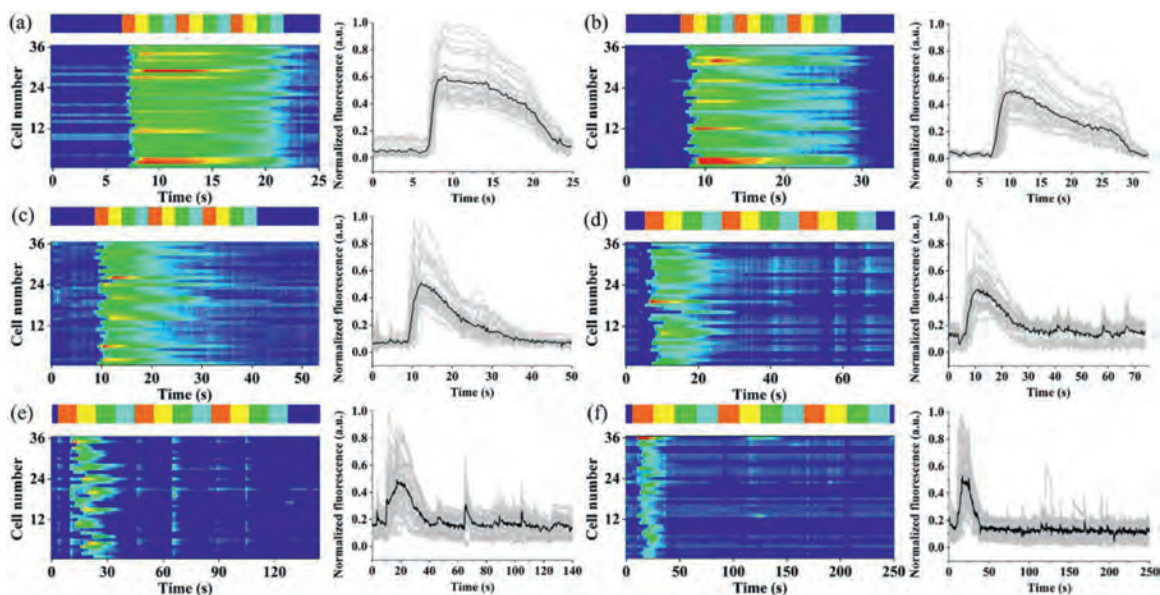 (a)
Cell number
36
24
12
0 5 10 15 20 25
Time (s)
Normalized fluorescence (a.u.)
1.0
0.8
0.6
0.4
0.2
0.0
0 5 10 15 20 25
Time (s)
(b)
Cell number
36
24
12
0 10 20 30
Time (s)
Normalized fluorescence (a.u.)
1.0
0.8
0.6
0.4
0.2
0.0
0 5 10 15 20 25 30
Time (s)
(c)
Cell number
36
24
12
0 10 20 30 40 50
Time (s)
Normalized fluorescence (a.u.)
1.0
0.8
0.6
0.4
0.2
0.0
0 10 20 30 40 50
Time (s)
(d)
Cell number
36
24
12
0 20 40 60
Time (s)
Normalized fluorescence (a.u.)
1.0
0.8
0.6
0.4
0.2
0.0
0 10 20 30 40 50 60 70
Time (s)
(e)
Cell number
36
24
12
0 30 60 90 120
Time (s)
Normalized fluorescence (a.u.)
1.0
0.8
0.6
0.4
0.2
0.0
0 20 40 60 80 100 120 140
Time (s)
(f)
Cell number
36
24
12
0 50 100 150 200 250
Time (s)
Normalized fluorescence (a.u.)
1.0
0.8
0.6
0.4
0.2
0.0
0 50 100 150 200 250
Time (s)